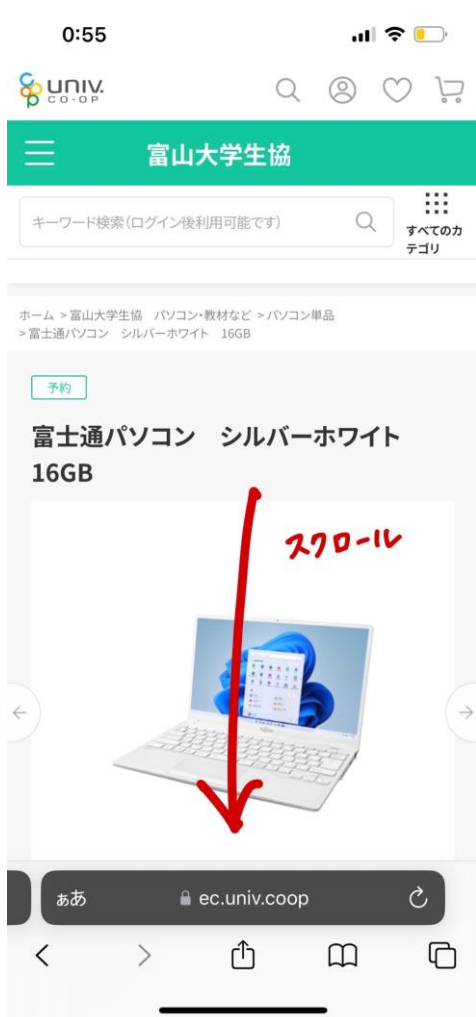 0:55
UNIV.
CO-OP
富山大学生協
キーワード検索（ログイン後利用可能です）
すべてのカ
テゴリ
ホーム > 富山大学生協　パソコン・教材など > パソコン単品
> 富士通パソコン　シルバーホワイト　16GB
予約
富士通パソコン　シルバーホワイト
16GB
スクロール
ぁあ
ec.univ.coop